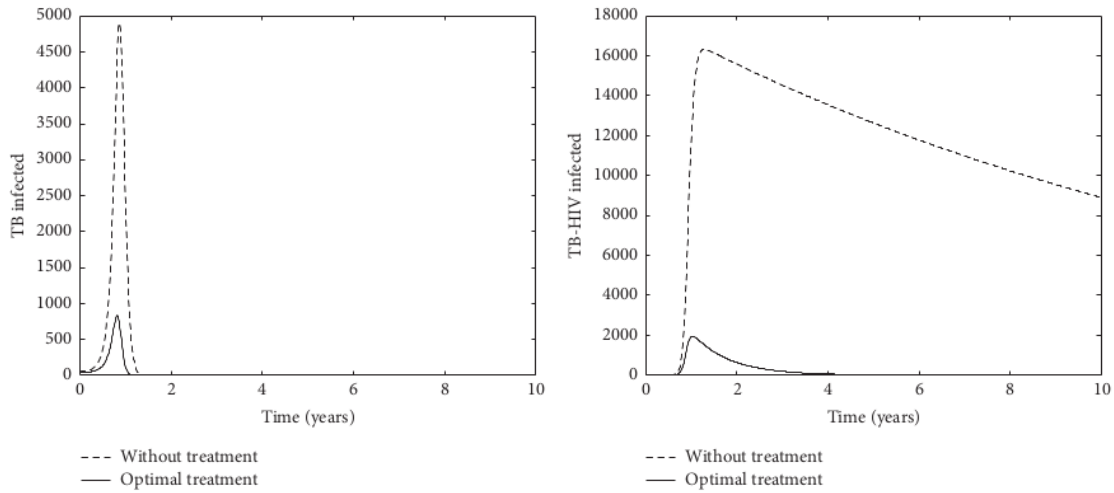 5000
4500
4000
3500
3000
2500
2000
1500
1000
500
0
TB infected
0 2 4 6 8 10
Time (years)
Without treatment
Optimal treatment
18000
16000
14000
12000
10000
8000
6000
4000
2000
0
TB-HIV infected
0 2 4 6 8 10
Time (years)
Without treatment
Optimal treatment